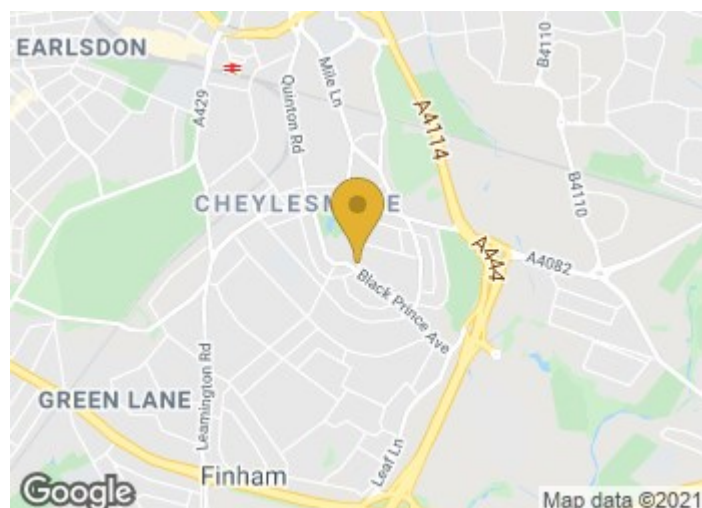 EARLSDON
A429
Quinton Rd
Mile Ln
A4114
B4110
B4110
CHEYLESM
E
A444
A4082
Black Prince Ave
Leamington Rd
GREEN LANE
Finham
Leaf Ln
Google
Map data ©2021